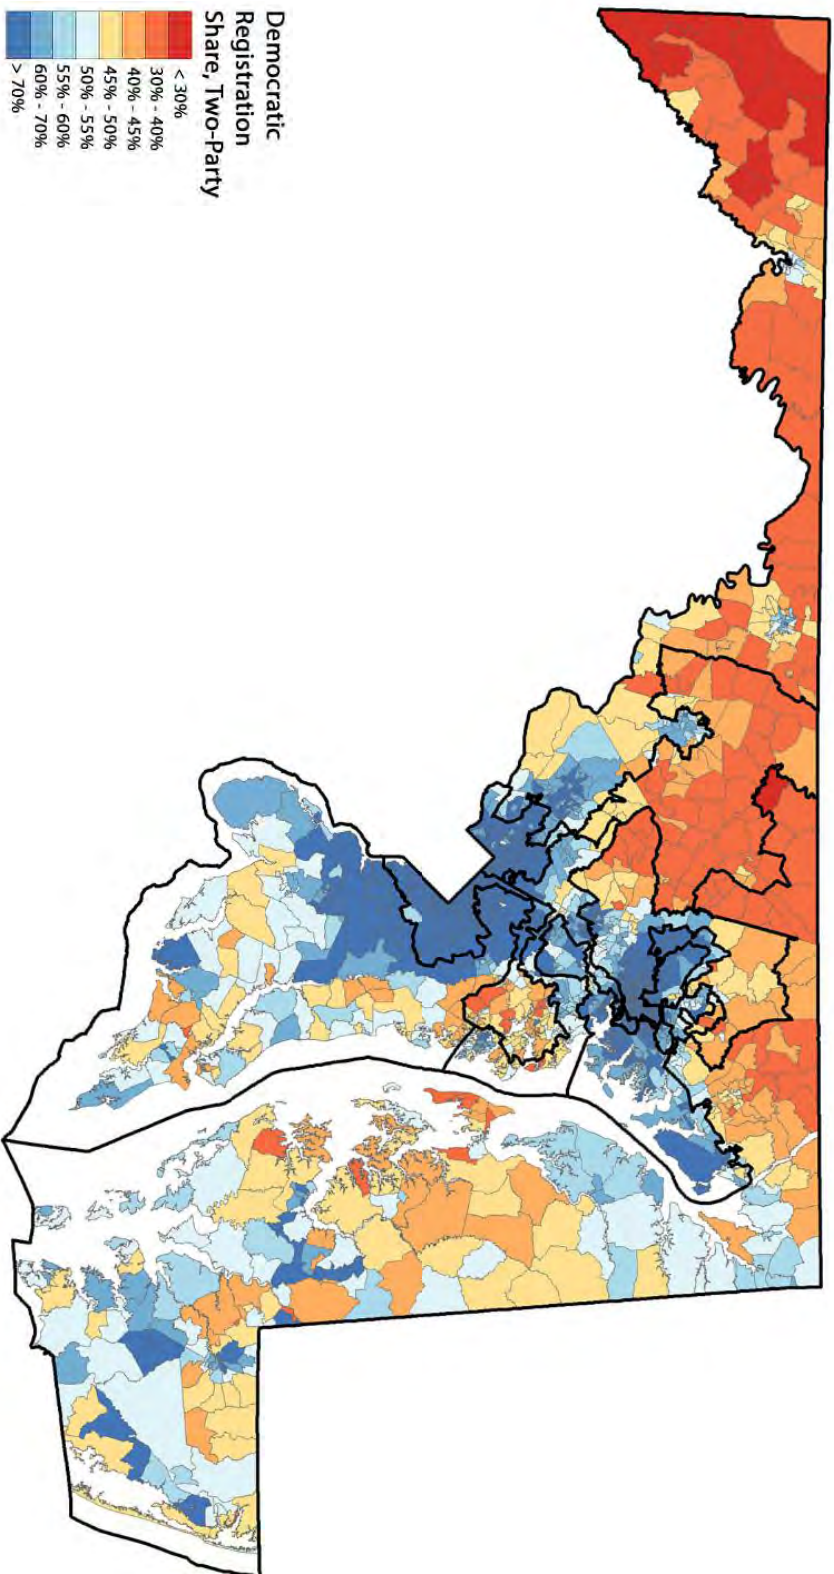 Democratic
Registration
Share, Two-Party
< 30%
30% - 40%
40% - 45%
45% - 50%
50% - 55%
55% - 60%
60% - 70%
> 70%